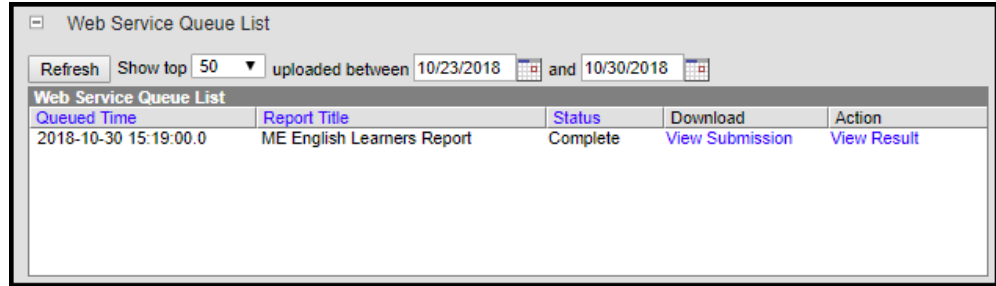 Web Service Queue List
Refresh Show top 50 uploaded between 10/23/2018 and 10/30/2018
Web Service Queue List
Queued Time Report Title Status Download Action
2018-10-30 15:19:00.0 ME English Learners Report Complete View Submission View Result